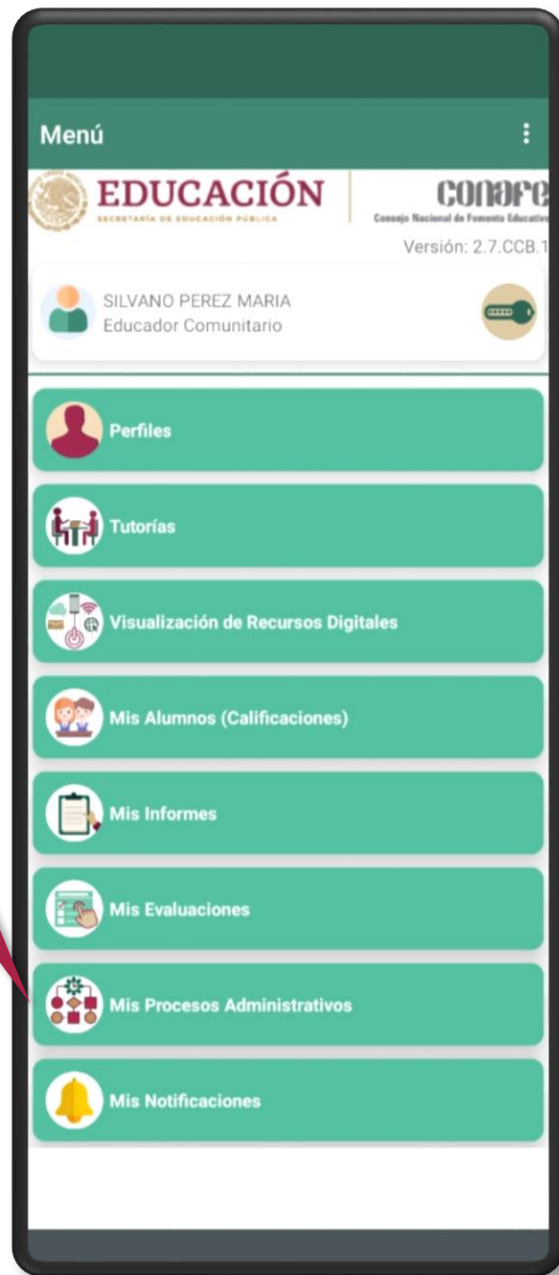 Menú
EDUCACIÓN
SECRETARÍA DE EDUCACIÓN PÚBLICA
conafe
Consejo Nacional de Fomento Educativo
Versión: 2.7.CCB.1
SILVANO PEREZ MARIA
Educador Comunitario
Perfiles
Tutorías
Visualización de Recursos Digitales
Mis Alumnos (Calificaciones)
Mis Informes
Mis Evaluaciones
Mis Procesos Administrativos
Mis Notificaciones